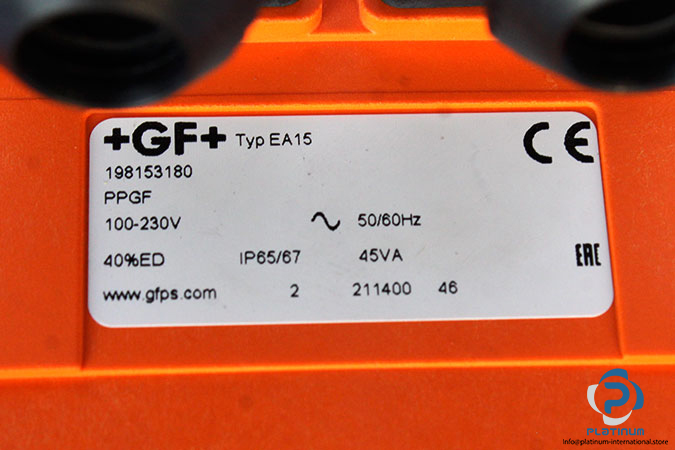 +GF+ Typ EA15 CE
198153180
PPGF
100-230V ~ 50/60Hz
40%ED IP65/67 45VA EAC
www.gfps.com 2 211400 46
PLATINUM
info@platinum-international.store